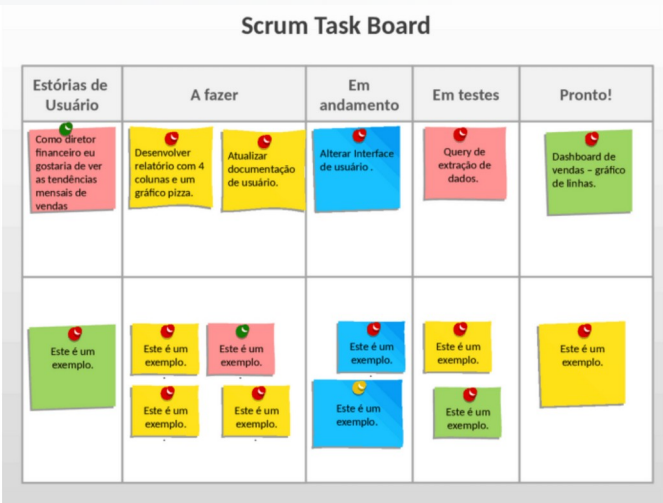 Scrum Task Board
Estórias de
Usuário
A fazer
Em
andamento
Em testes
Pronto!
Como diretor
financeiro eu
gostaria de ver
as tendências
mensais de
vendas
Desenvolver
relatório com 4
colunas e um
gráfico pizza.
Atualizar
documentação
de usuário.
Alterar Interface
de usuário .
Query de
extração de
dados.
Dashboard de
vendas – gráfico
de linhas.
Este é um
exemplo.
Este é um
exemplo.
.
Este é um
exemplo.
.
Este é um
exemplo.
.
Este é um
exemplo.
.
Este é um
exemplo.
.
Este é um
exemplo.
Este é um
exemplo.
Este é um
exemplo.
Este é um
exemplo.